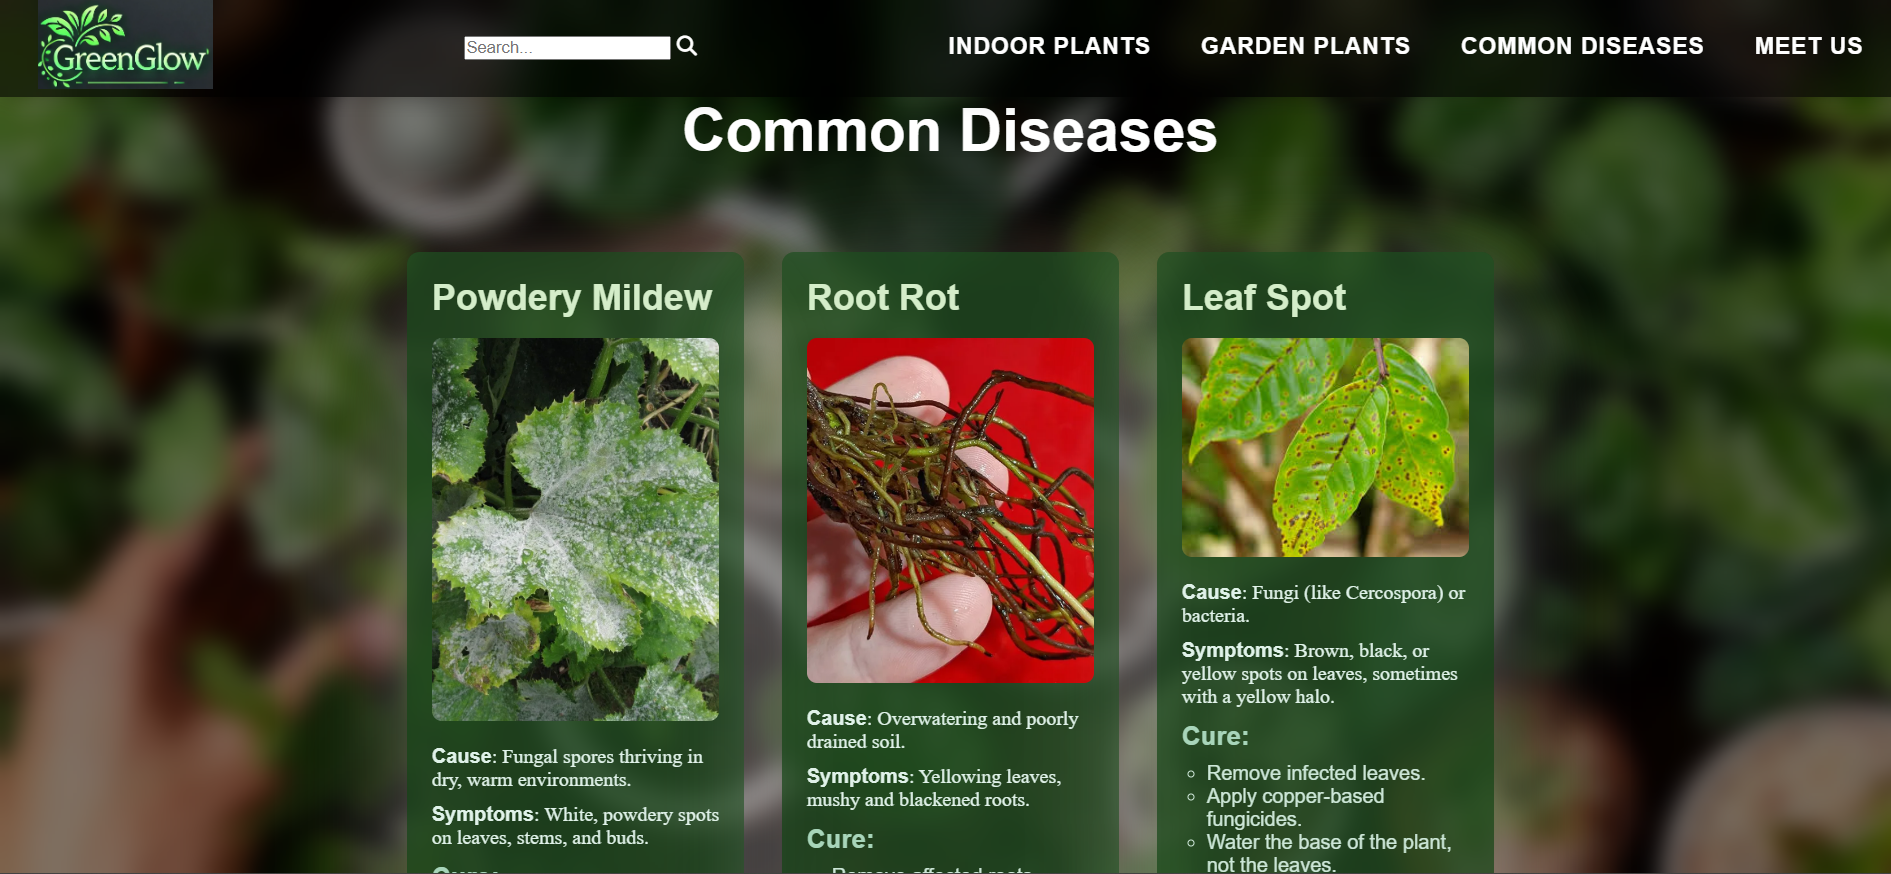 GreenGlow
Search...
INDOOR PLANTS
GARDEN PLANTS
COMMON DISEASES
MEET US
Common Diseases
Powdery Mildew
Cause: Fungal spores thriving in
dry, warm environments.
Symptoms: White, powdery spots
on leaves, stems, and buds.
Root Rot
Cause: Overwatering and poorly
drained soil.
Symptoms: Yellowing leaves,
mushy and blackened roots.
Cure:
Remove affected roots
Leaf Spot
Cause: Fungi (like Cercospora) or
bacteria.
Symptoms: Brown, black, or
yellow spots on leaves, sometimes
with a yellow halo.
Cure:
Remove infected leaves.
Apply copper-based
fungicides.
Water the base of the plant,
not the leaves.